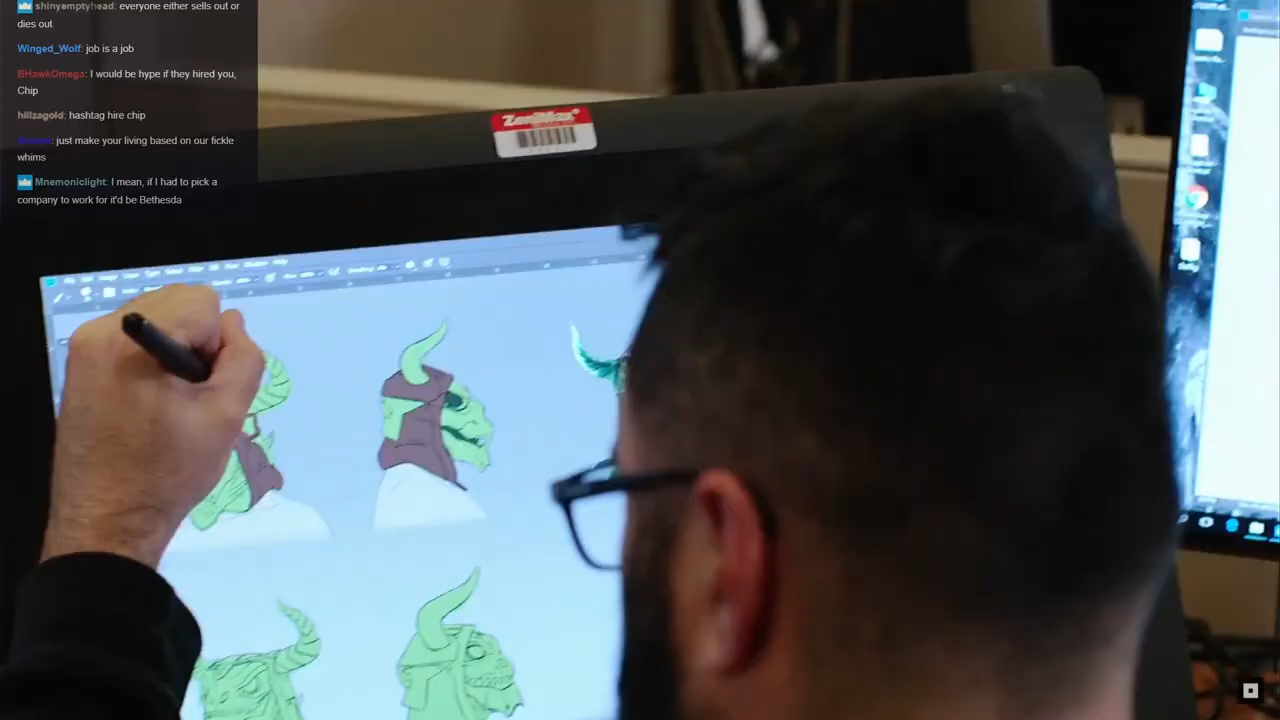 shinyemptyhead: everyone either sells out or
dies out
Winged_Wolf: job is a job
BHawkOmega: I would be hype if they hired you,
Chip
hillzagold: hashtag hire chip
: just make your living based on our fickle
whims
Mnemoniclight: I mean, if I had to pick a
company to work for it'd be Bethesda
ZeniMax